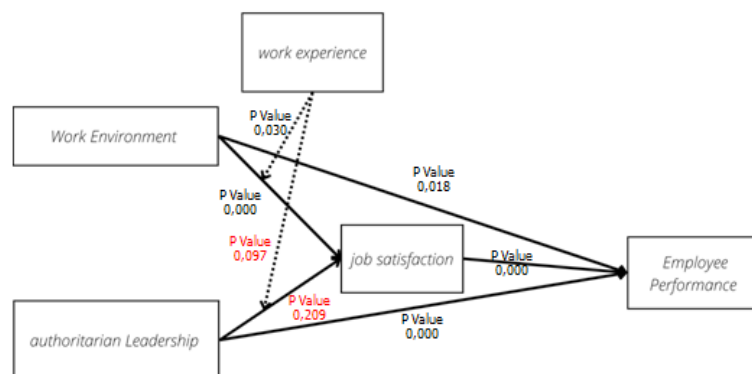 work experience
P Value
0,030
Work Environment
P Value
0,018
P Value
0,000
P Value
0,097
job satisfaction
P Value
0,000
Employee
Performance
P Value
0,209
authoritarian Leadership
P Value
0,000